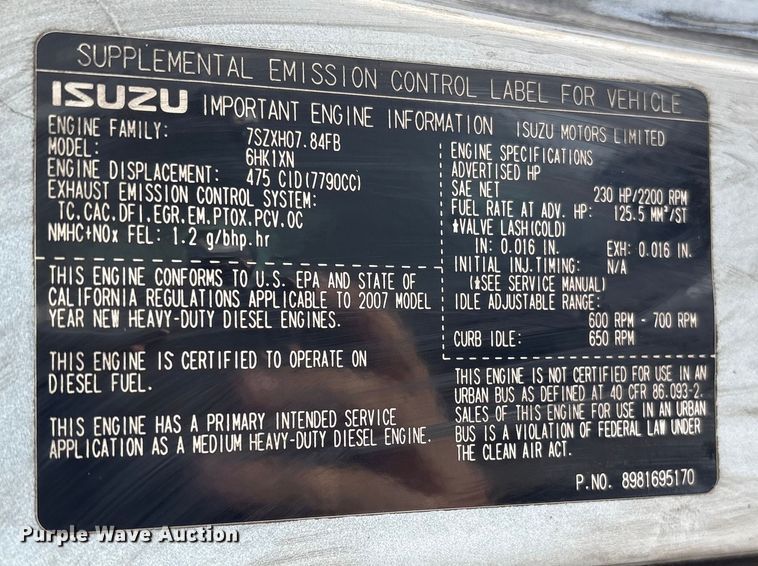 SUPPLEMENTAL EMISSION CONTROL LABEL FOR VEHICLE
ISUZU IMPORTANT ENGINE INFORMATION ISUZU MOTORS LIMITED
ENGINE FAMILY: 7SZXH07.84FB
MODEL: 6HK1XN
ENGINE DISPLACEMENT: 475 CID(7790CC)
EXHAUST EMISSION CONTROL SYSTEM:
TC.CAC.DFI.EGR.EM.PTOX.PCV.OC
NMHC+NOx FEL: 1.2 g/bhp.hr
THIS ENGINE CONFORMS TO U.S. EPA AND STATE OF
CALIFORNIA REGULATIONS APPLICABLE TO 2007 MODEL
YEAR NEW HEAVY-DUTY DIESEL ENGINES.
THIS ENGINE IS CERTIFIED TO OPERATE ON
DIESEL FUEL.
THIS ENGINE HAS A PRIMARY INTENDED SERVICE
APPLICATION AS A MEDIUM HEAVY-DUTY DIESEL ENGINE.
ENGINE SPECIFICATIONS
ADVERTISED HP
SAE NET 230 HP/2200 RPM
FUEL RATE AT ADV. HP: 125.5 MM³/ST
*VALVE LASH(COLD)
IN: 0.016 IN. EXH: 0.016 IN.
INITIAL INJ.TIMING: N/A
(*SEE SERVICE MANUAL)
IDLE ADJUSTABLE RANGE:
600 RPM - 700 RPM
CURB IDLE: 650 RPM
THIS ENGINE IS NOT CERTIFIED FOR USE IN AN
URBAN BUS AS DEFINED AT 40 CFR 86.093-2.
SALES OF THIS ENGINE FOR USE IN AN URBAN
BUS IS A VIOLATION OF FEDERAL LAW UNDER
THE CLEAN AIR ACT.
P.NO. 8981695170
Purple Wave Auction